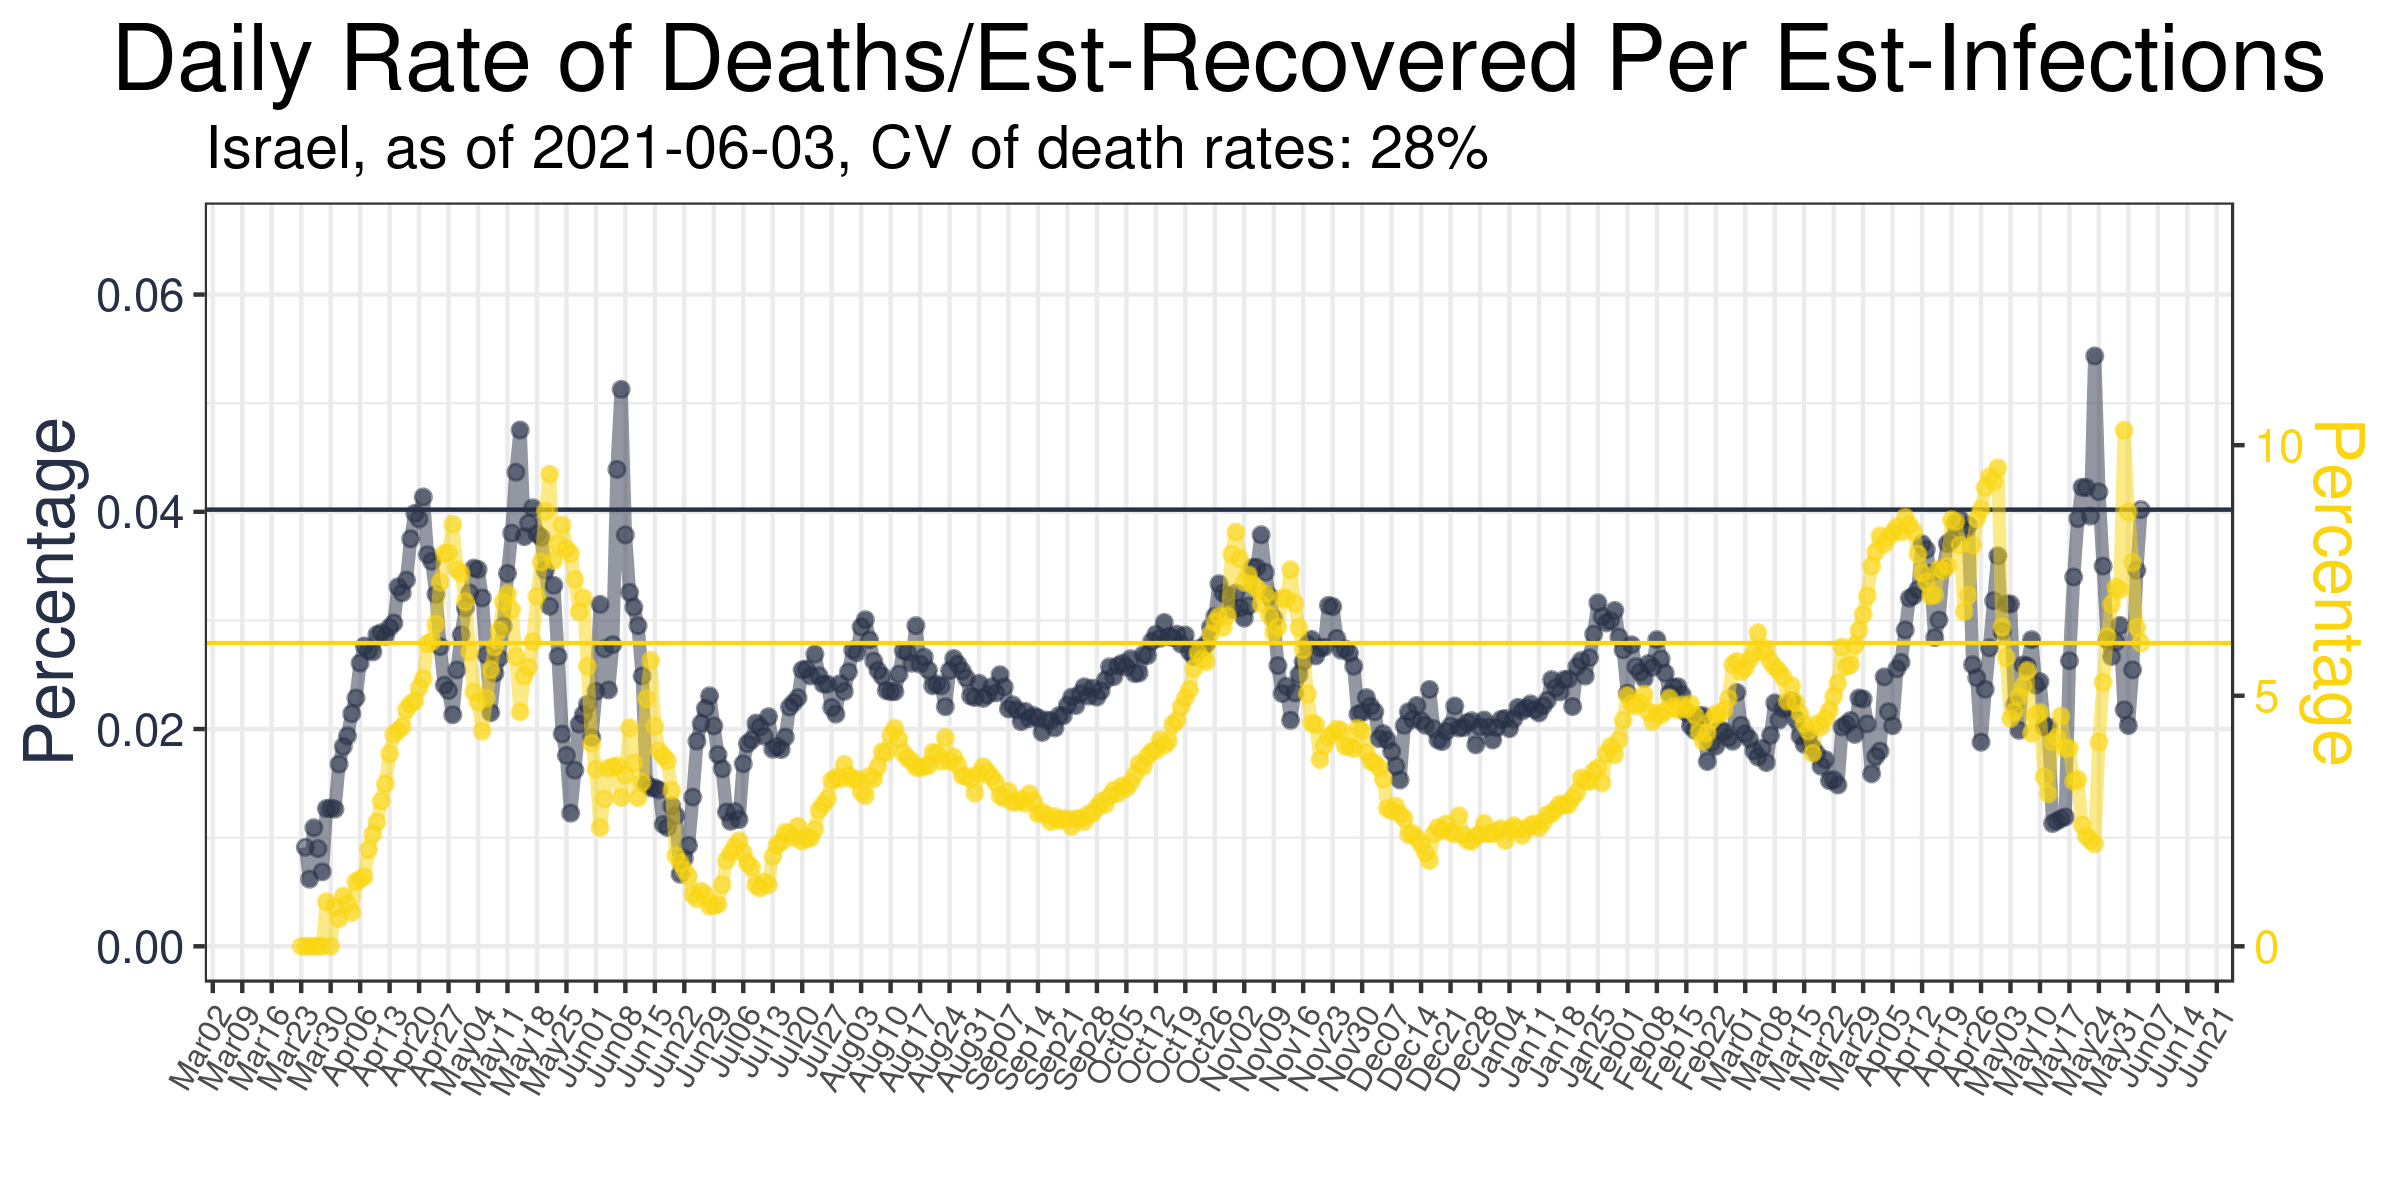 Daily Rate of Deaths/Est-Recovered Per Est-Infections
Israel, as of 2021-06-03, CV of death rates: 28%
Percentage
0.06
0.04
0.02
0.00
10
5
0
Percentage
Mar02
Mar09
Mar16
Mar23
Mar30
Apr06
Apr13
Apr20
Apr27
May04
May11
May18
May25
Jun01
Jun08
Jun15
Jun22
Jun29
Jul06
Jul13
Jul20
Jul27
Aug03
Aug10
Aug17
Aug24
Aug31
Sep07
Sep14
Sep21
Sep28
Oct05
Oct12
Oct19
Oct26
Nov02
Nov09
Nov16
Nov23
Nov30
Dec07
Dec14
Dec21
Dec28
Jan04
Jan11
Jan18
Jan25
Feb01
Feb08
Feb15
Feb22
Mar01
Mar08
Mar15
Mar22
Mar29
Apr05
Apr12
Apr19
Apr26
May03
May10
May17
May24
May31
Jun07
Jun14
Jun21